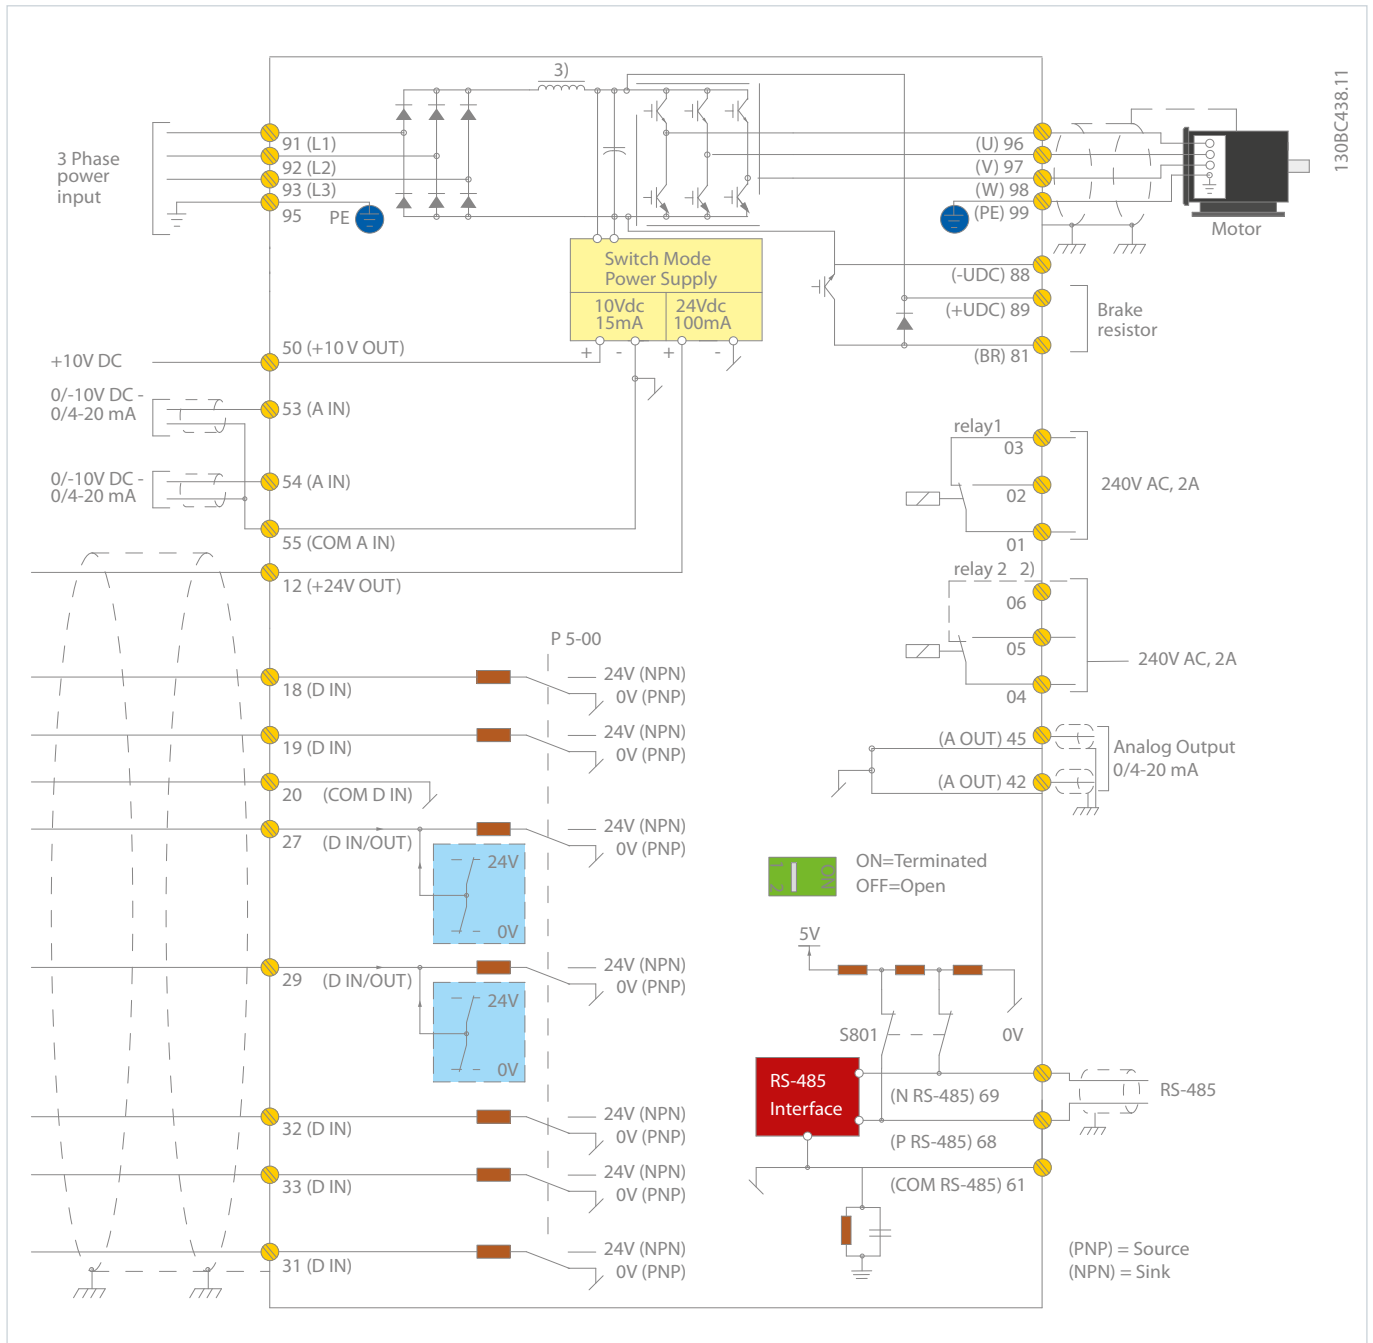 130BC438.11
3)
3 Phase
power
input
91 (L1)
92 (L2)
93 (L3)
95
PE
(U) 96
(V) 97
(W) 98
(PE) 99
Motor
Switch Mode
Power Supply
10Vdc
15mA
24Vdc
100mA
+ - + -
(-UDC) 88
(+UDC) 89
(BR) 81
Brake
resistor
+10V DC
50 (+10 V OUT)
0/-10V DC -
0/4-20 mA
53 (A IN)
0/-10V DC -
0/4-20 mA
54 (A IN)
55 (COM A IN)
12 (+24V OUT)
relay1
03
02
01
240V AC, 2A
relay 2 2)
06
05
04
240V AC, 2A
P 5-00
18 (D IN)
24V (NPN)
0V (PNP)
19 (D IN)
24V (NPN)
0V (PNP)
20 (COM D IN)
27 (D IN/OUT)
24V (NPN)
0V (PNP)
24V
0V
29 (D IN/OUT)
24V (NPN)
0V (PNP)
24V
0V
32 (D IN)
24V (NPN)
0V (PNP)
33 (D IN)
24V (NPN)
0V (PNP)
31 (D IN)
24V (NPN)
0V (PNP)
(A OUT) 45
(A OUT) 42
Analog Output
0/4-20 mA
1 2
ON
ON=Terminated
OFF=Open
5V
S801
0V
RS-485
Interface
(N RS-485) 69
(P RS-485) 68
(COM RS-485) 61
RS-485
(PNP) = Source
(NPN) = Sink